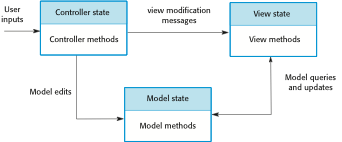 User
inputs
Controller state
Controller methods
view modification
messages
View state
View methods
Model edits
Model state
Model methods
Model queries
and updates